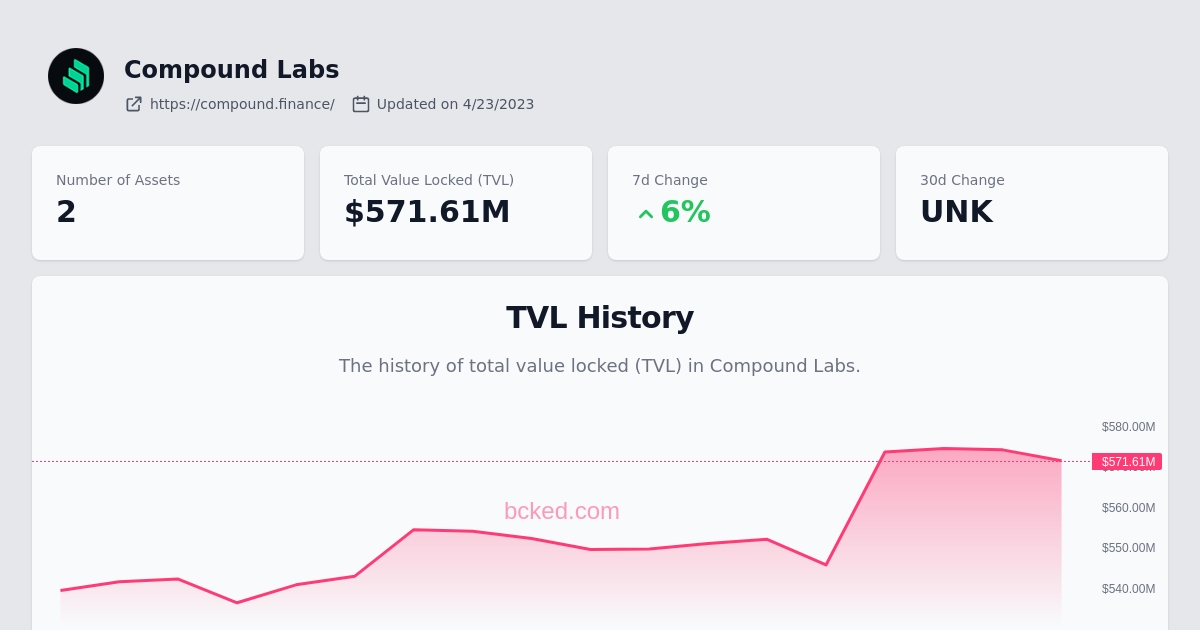 Compound Labs
https://compound.finance/ Updated on 4/23/2023
Number of Assets
2
Total Value Locked (TVL)
$571.61M
7d Change
6%
30d Change
UNK
TVL History
The history of total value locked (TVL) in Compound Labs.
$580.00M
$571.61M
$560.00M
$550.00M
$540.00M
bcked.com